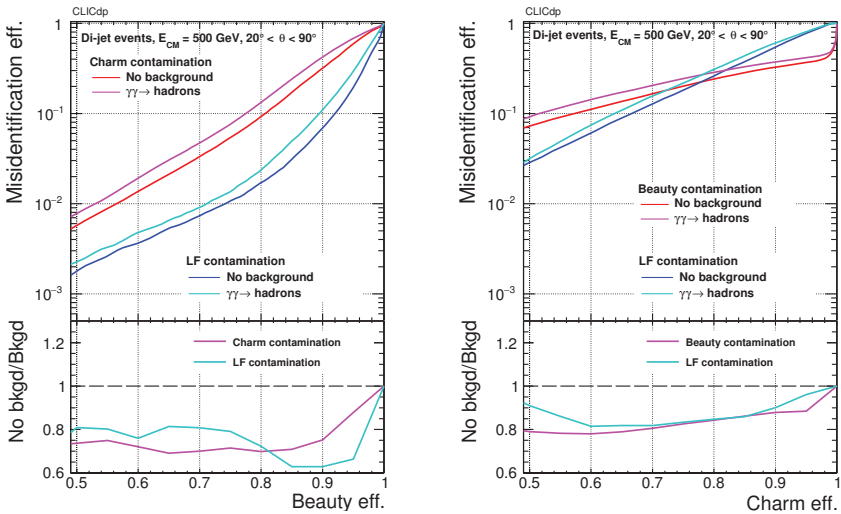 CLICdp
Di-jet events, E_CM = 500 GeV, 20° < θ < 90°
Charm contamination
No background
γγ→ hadrons
LF contamination
No background
γγ→ hadrons
Misidentification eff.
1
10⁻¹
10⁻²
10⁻³
Charm contamination
LF contamination
No bkgd/Bkgd
1.2
1
0.8
0.6
0.5 0.6 0.7 0.8 0.9 1
Beauty eff.
CLICdp
Di-jet events, E_CM = 500 GeV, 20° < θ < 90°
Beauty contamination
No background
γγ→ hadrons
LF contamination
No background
γγ→ hadrons
Misidentification eff.
1
10⁻¹
10⁻²
10⁻³
Beauty contamination
LF contamination
No bkgd/Bkgd
1.2
1
0.8
0.6
0.5 0.6 0.7 0.8 0.9 1
Charm eff.